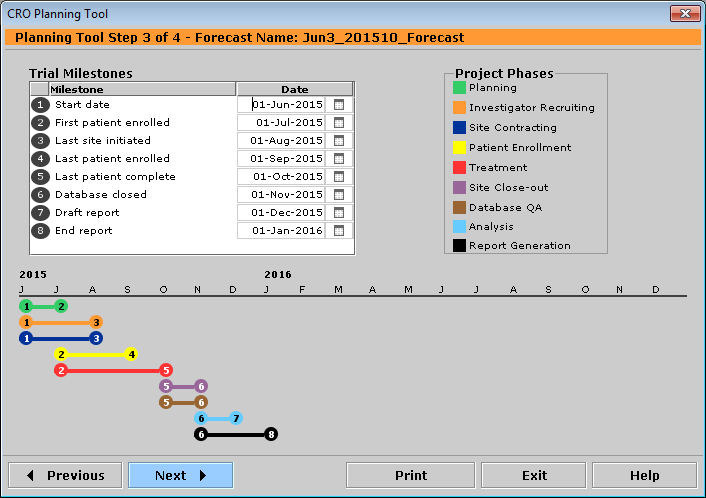 CRO Planning Tool
Planning Tool Step 3 of 4 - Forecast Name: Jun3_201510_Forecast
Trial Milestones
Milestone Date
1 Start date 01-Jun-2015
2 First patient enrolled 01-Jul-2015
3 Last site initiated 01-Aug-2015
4 Last patient enrolled 01-Sep-2015
5 Last patient complete 01-Oct-2015
6 Database closed 01-Nov-2015
7 Draft report 01-Dec-2015
8 End report 01-Jan-2016
Project Phases
Planning
Investigator Recruiting
Site Contracting
Patient Enrollment
Treatment
Site Close-out
Database QA
Analysis
Report Generation
2015 2016
J J A S O N D J F M A M J J A S O N D
1 2
1 3
1 3
2 4
2 5
5 6
5 6
6 7
6 8
Previous Next Print Exit Help